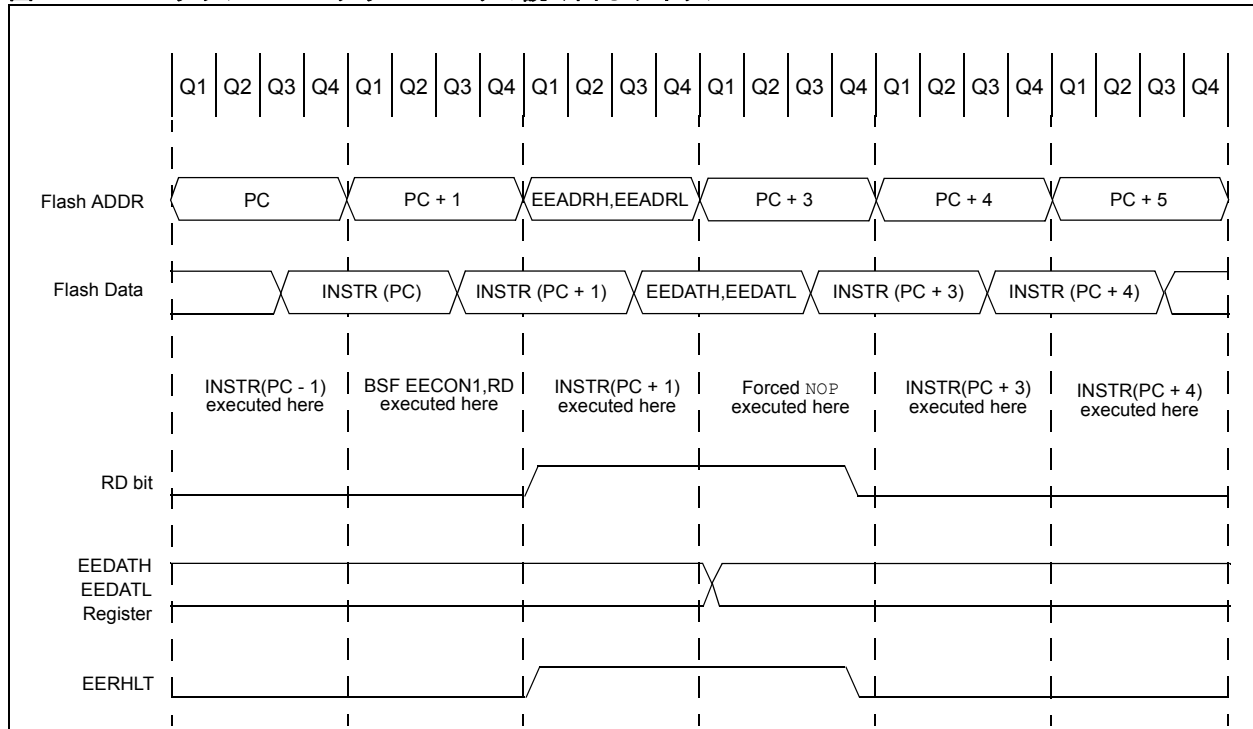 Q1 Q2 Q3 Q4 Q1 Q2 Q3 Q4 Q1 Q2 Q3 Q4 Q1 Q2 Q3 Q4 Q1 Q2 Q3 Q4 Q1 Q2 Q3 Q4
Flash ADDR PC PC + 1 EEADRH,EEADRL PC + 3 PC + 4 PC + 5
Flash Data INSTR (PC) INSTR (PC + 1) EEDATH,EEDATL INSTR (PC + 3) INSTR (PC + 4)
INSTR(PC - 1) BSF EECON1,RD INSTR(PC + 1) Forced NOP INSTR(PC + 3) INSTR(PC + 4)
executed here executed here executed here executed here executed here executed here
RD bit
EEDATH
EEDATL
Register
EERHLT